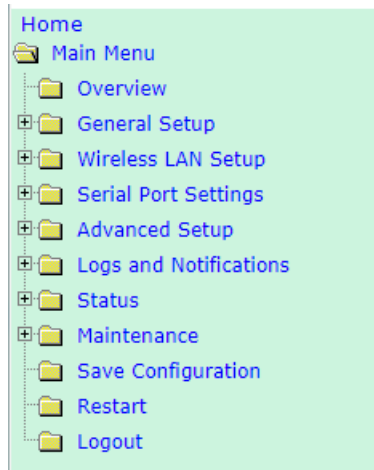 Home
Main Menu
Overview
General Setup
Wireless LAN Setup
Serial Port Settings
Advanced Setup
Logs and Notifications
Status
Maintenance
Save Configuration
Restart
Logout